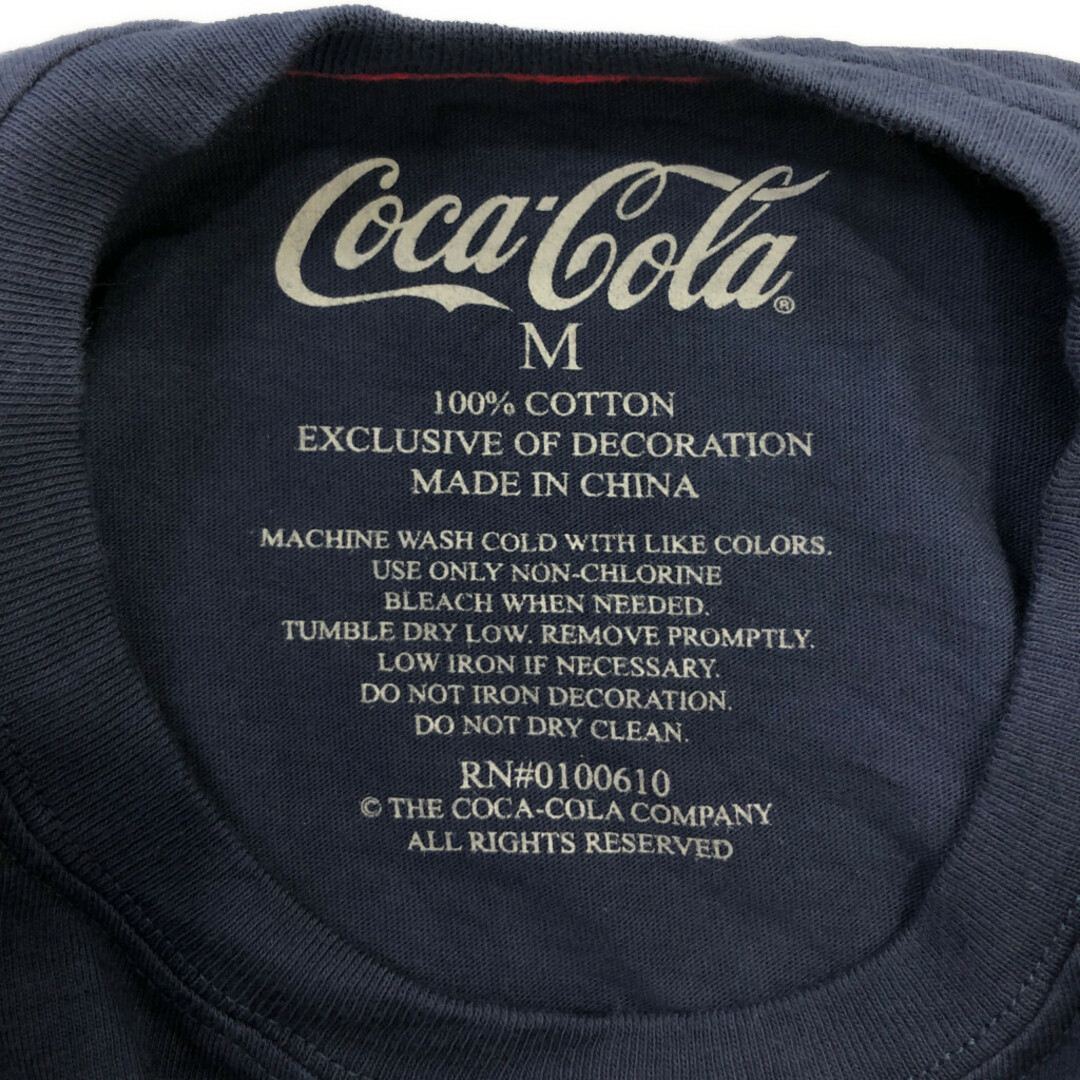 Coca-Cola®
M
100% COTTON
EXCLUSIVE OF DECORATION
MADE IN CHINA
MACHINE WASH COLD WITH LIKE COLORS.
USE ONLY NON-CHLORINE
BLEACH WHEN NEEDED.
TUMBLE DRY LOW. REMOVE PROMPTLY.
LOW IRON IF NECESSARY.
DO NOT IRON DECORATION.
DO NOT DRY CLEAN.
RN#0100610
© THE COCA-COLA COMPANY
ALL RIGHTS RESERVED